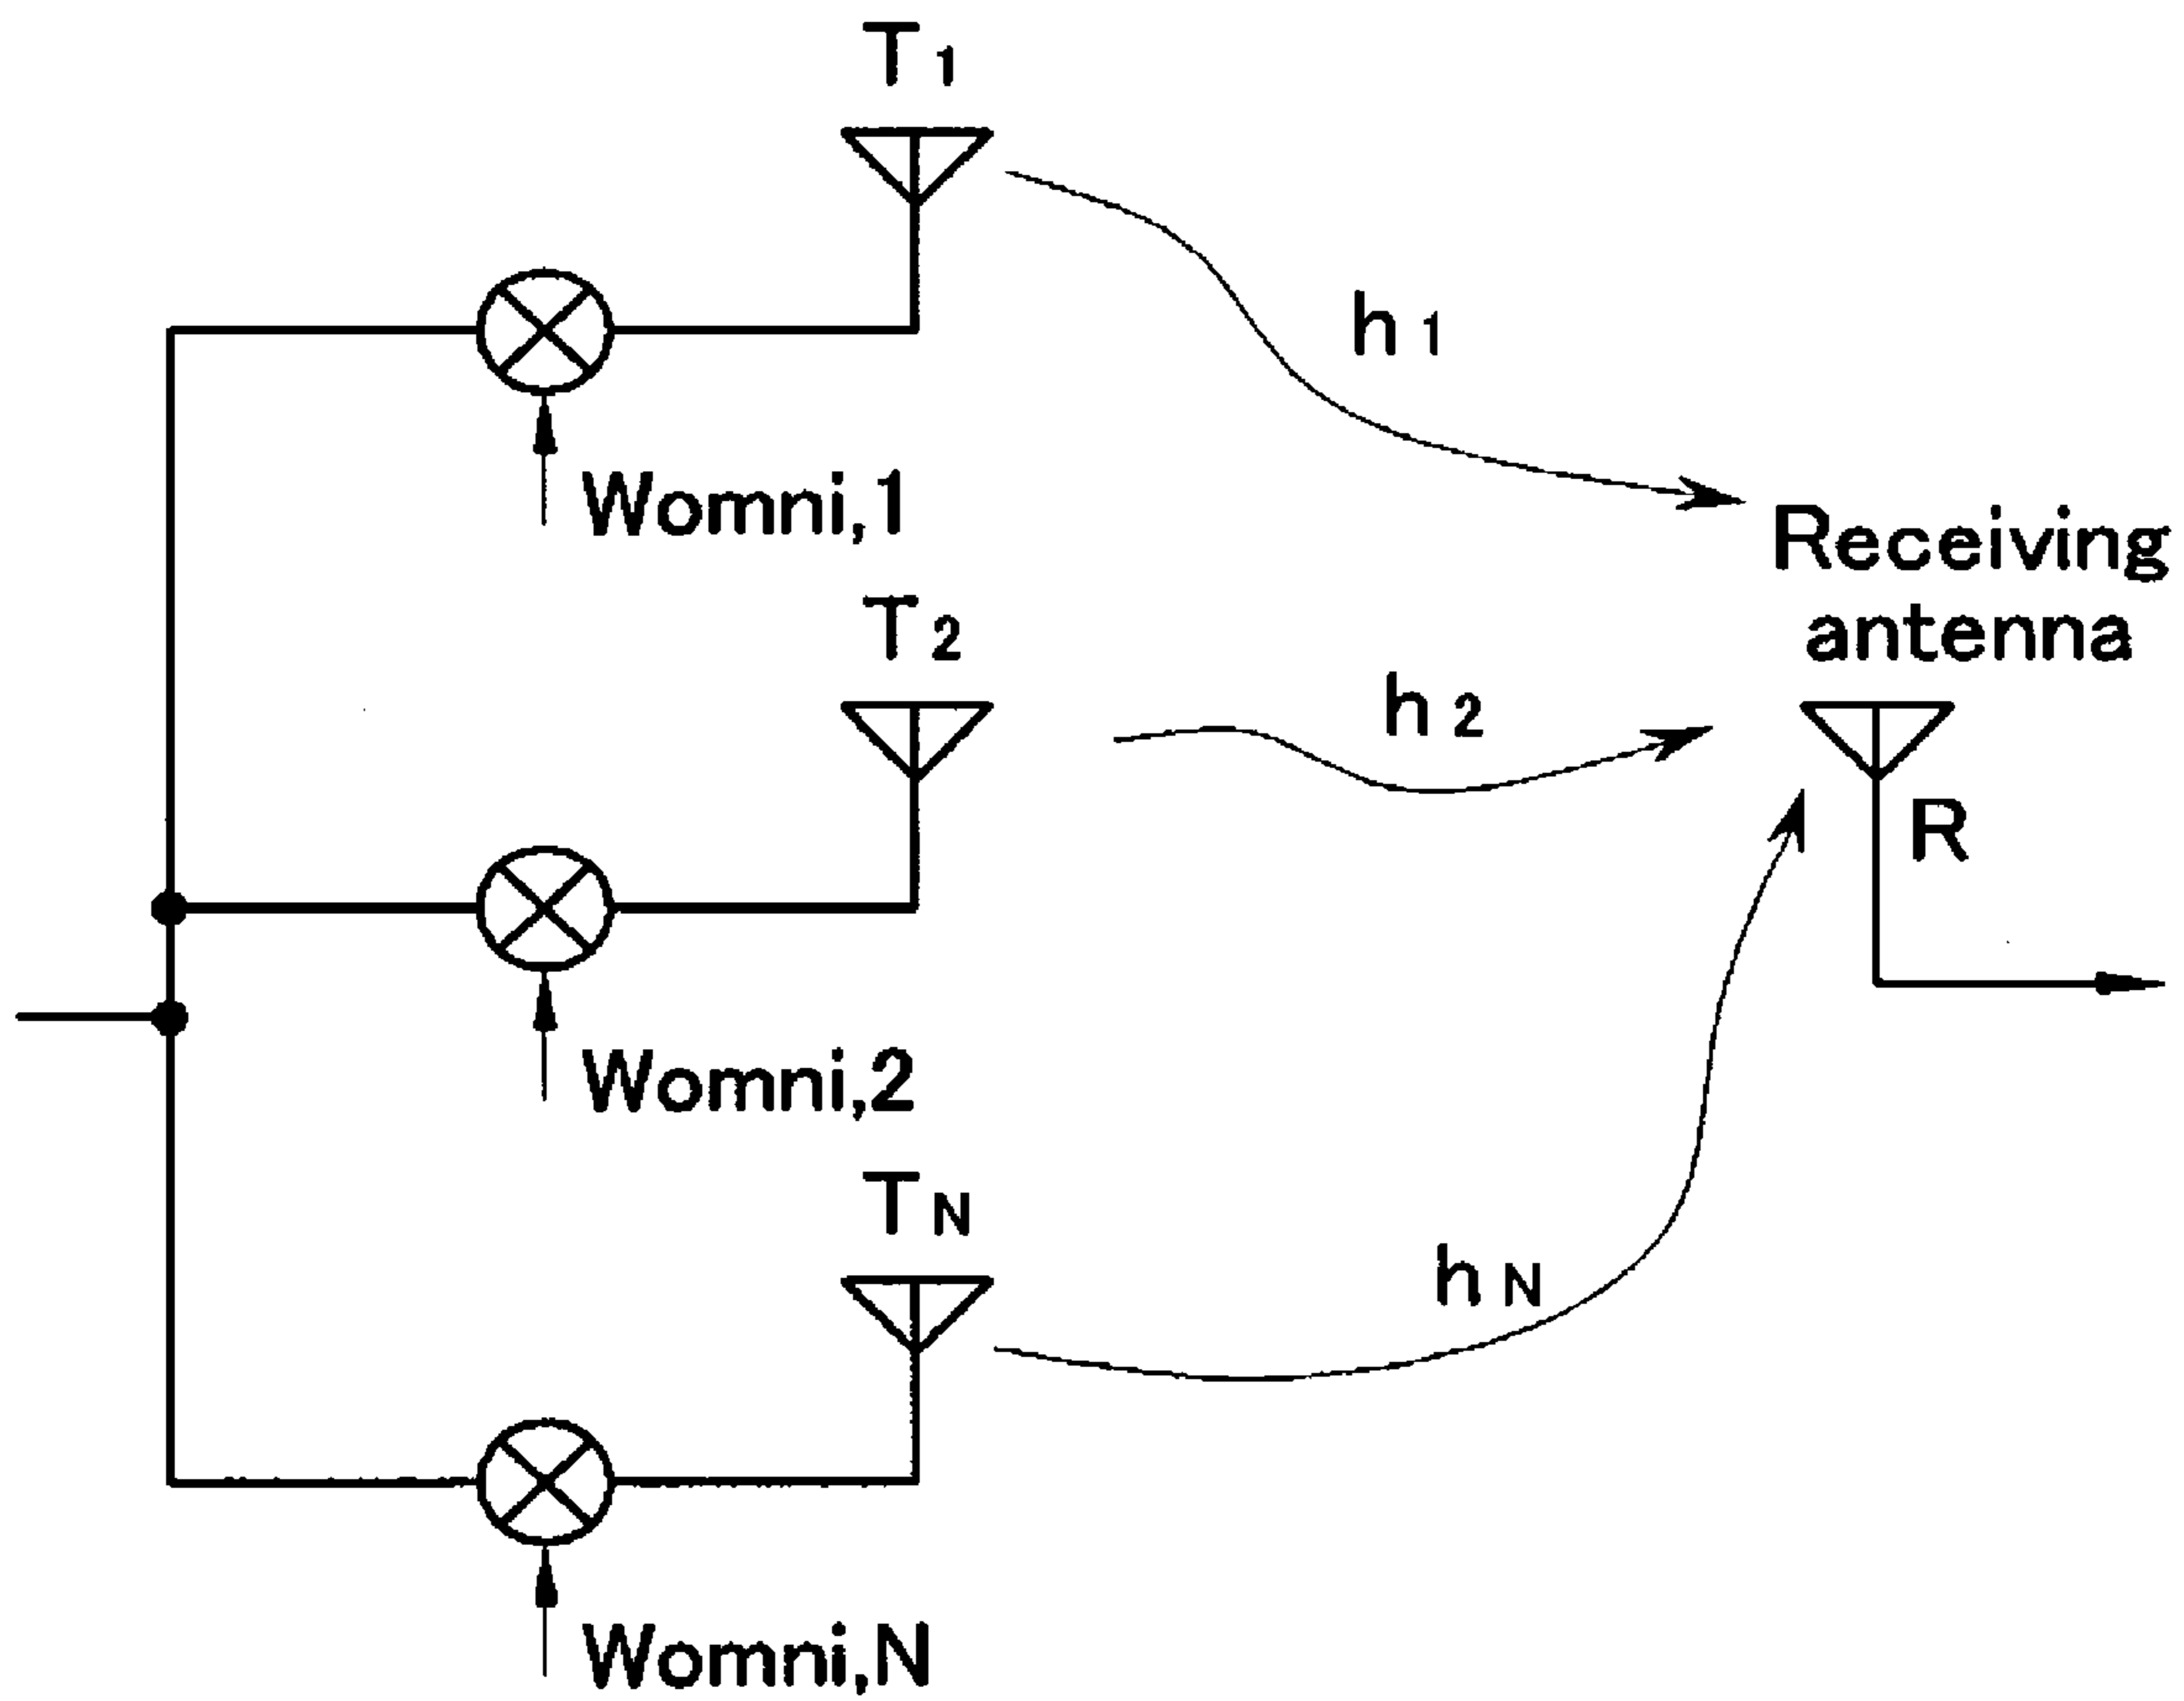 T1
h1
Womni,1
Receiving
antenna
T2
h2
R
Womni,2
TN
hN
Womni,N